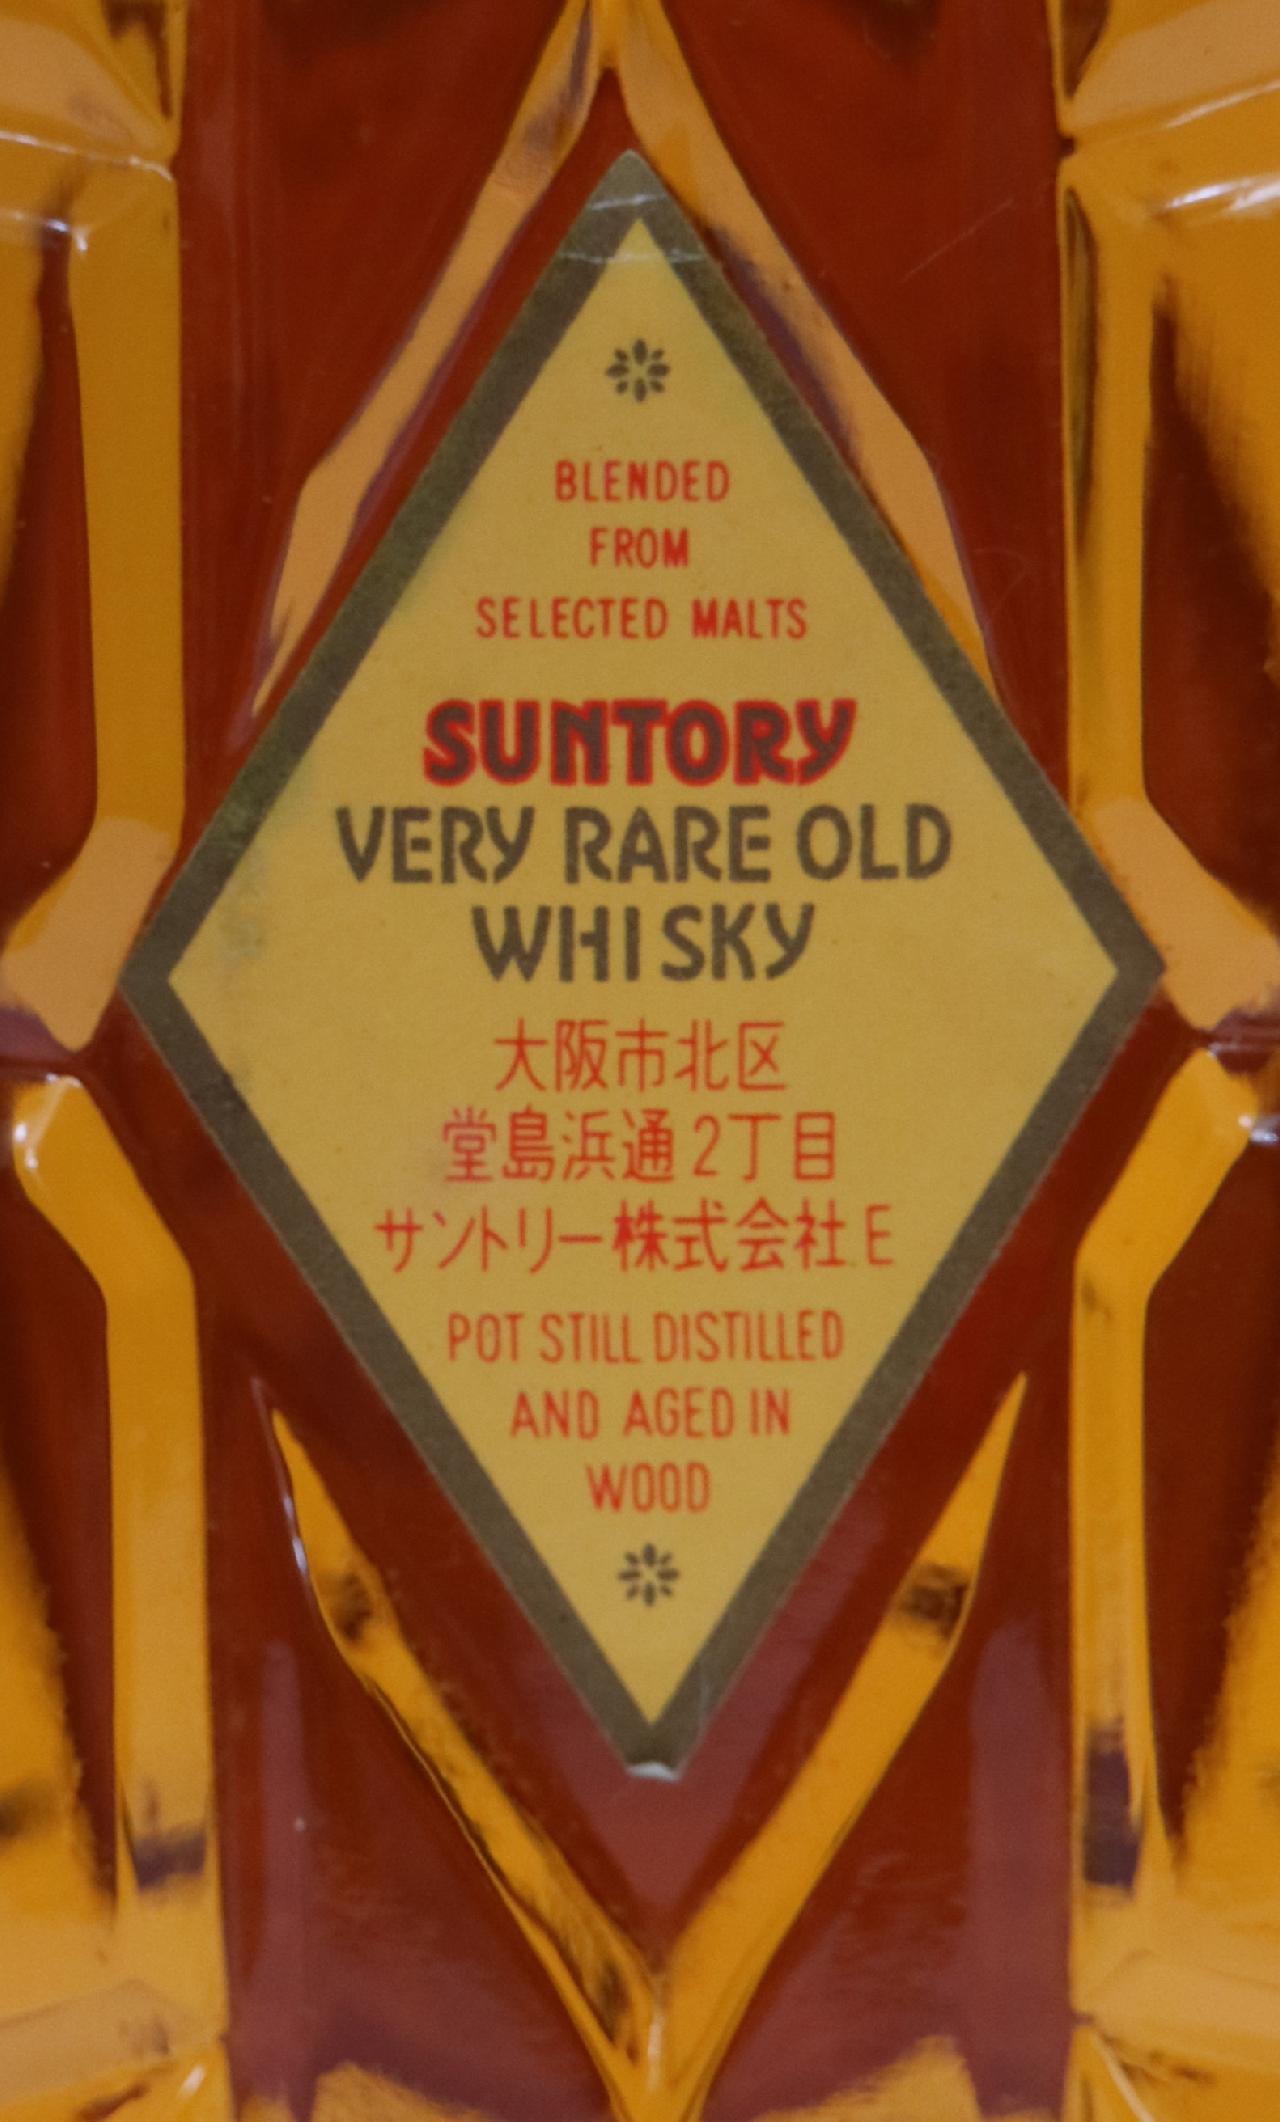 BLENDED
FROM
SELECTED MALTS
SUNTORY
VERY RARE OLD
WHISKY
大阪市北区
堂島浜通2丁目
サントリー株式会社 E
POT STILL DISTILLED
AND AGED IN
WOOD